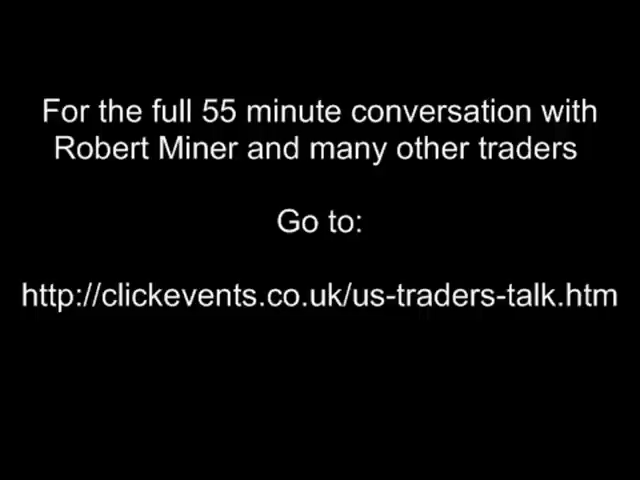 For the full 55 minute conversation with
Robert Miner and many other traders
Go to:
http://clickevents.co.uk/us-traders-talk.htm